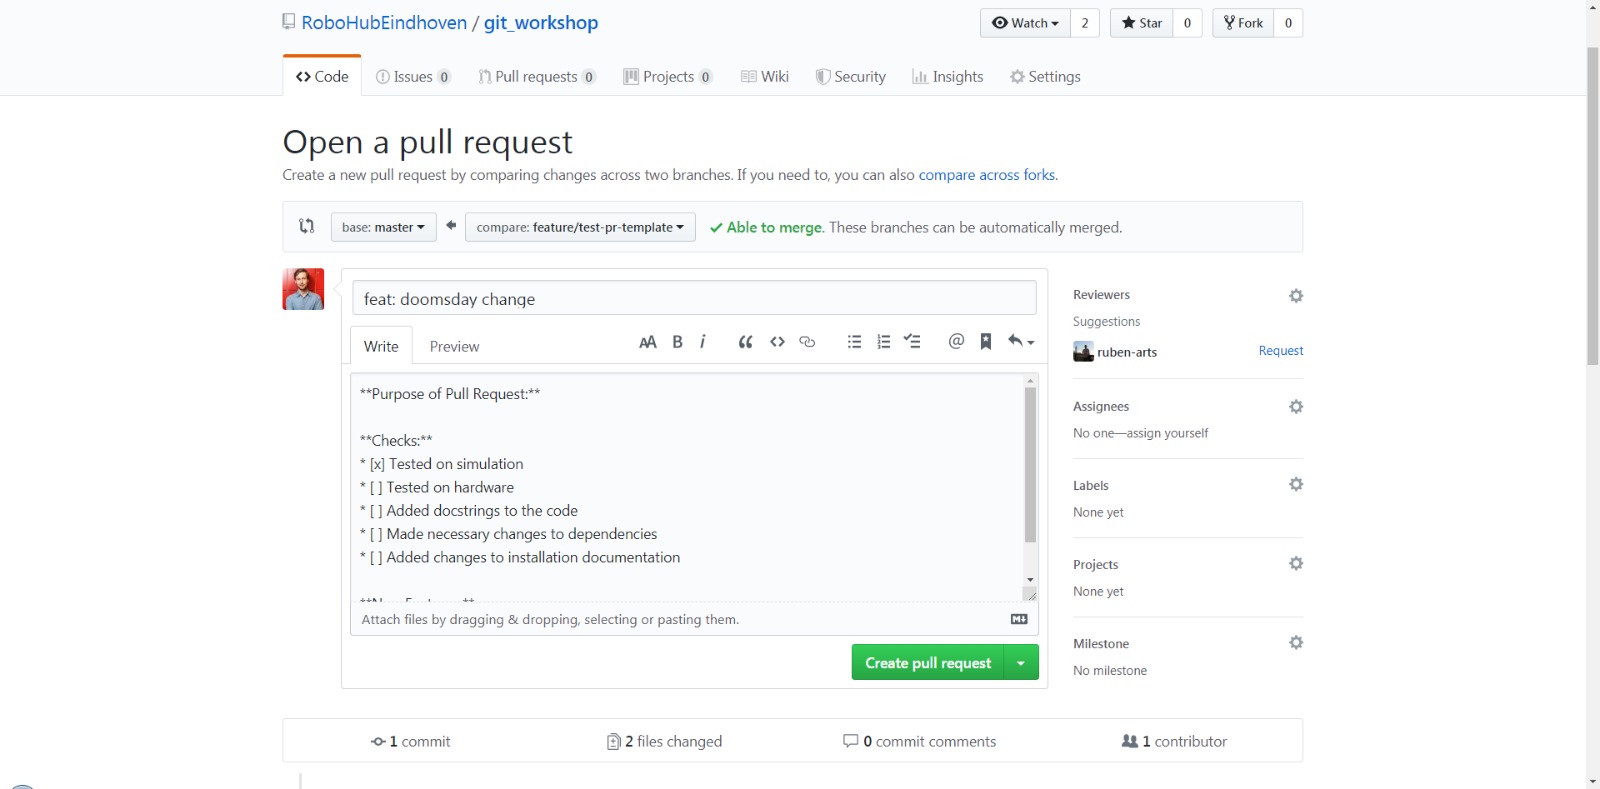 RoboHubEindhoven / git_workshop
Watch 2 Star 0 Fork 0
Code Issues 0 Pull requests 0 Projects 0 Wiki Security Insights Settings
Open a pull request
Create a new pull request by comparing changes across two branches. If you need to, you can also compare across forks.
base: master compare: feature/test-pr-template Able to merge. These branches can be automatically merged.
feat: doomsday change
Write Preview AA B i
**Purpose of Pull Request:**
**Checks:**
* [x] Tested on simulation
* [ ] Tested on hardware
* [ ] Added docstrings to the code
* [ ] Made necessary changes to dependencies
* [ ] Added changes to installation documentation
Attach files by dragging & dropping, selecting or pasting them.
Create pull request
Reviewers
Suggestions
ruben-arts Request
Assignees
No one—assign yourself
Labels
None yet
Projects
None yet
Milestone
No milestone
1 commit 2 files changed 0 commit comments 1 contributor